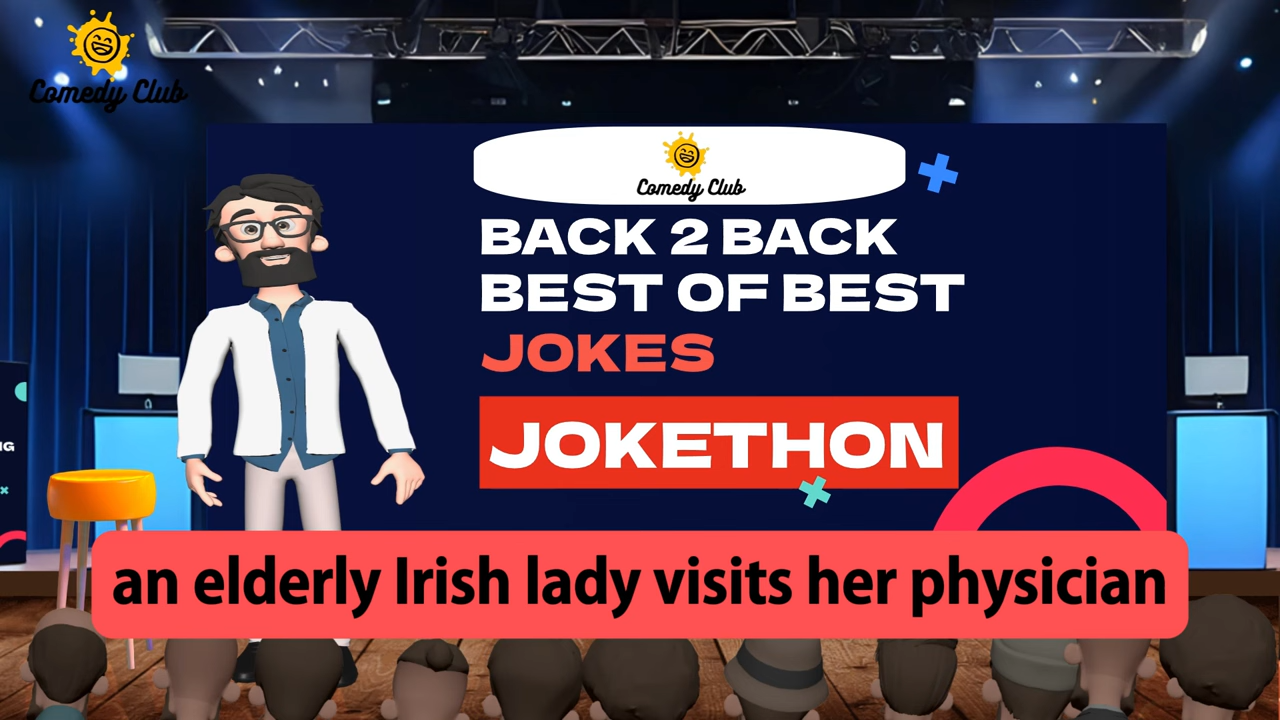 Comedy Club
Comedy Club
BACK 2 BACK
BEST OF BEST
JOKES
JOKETHON
an elderly Irish lady visits her physician